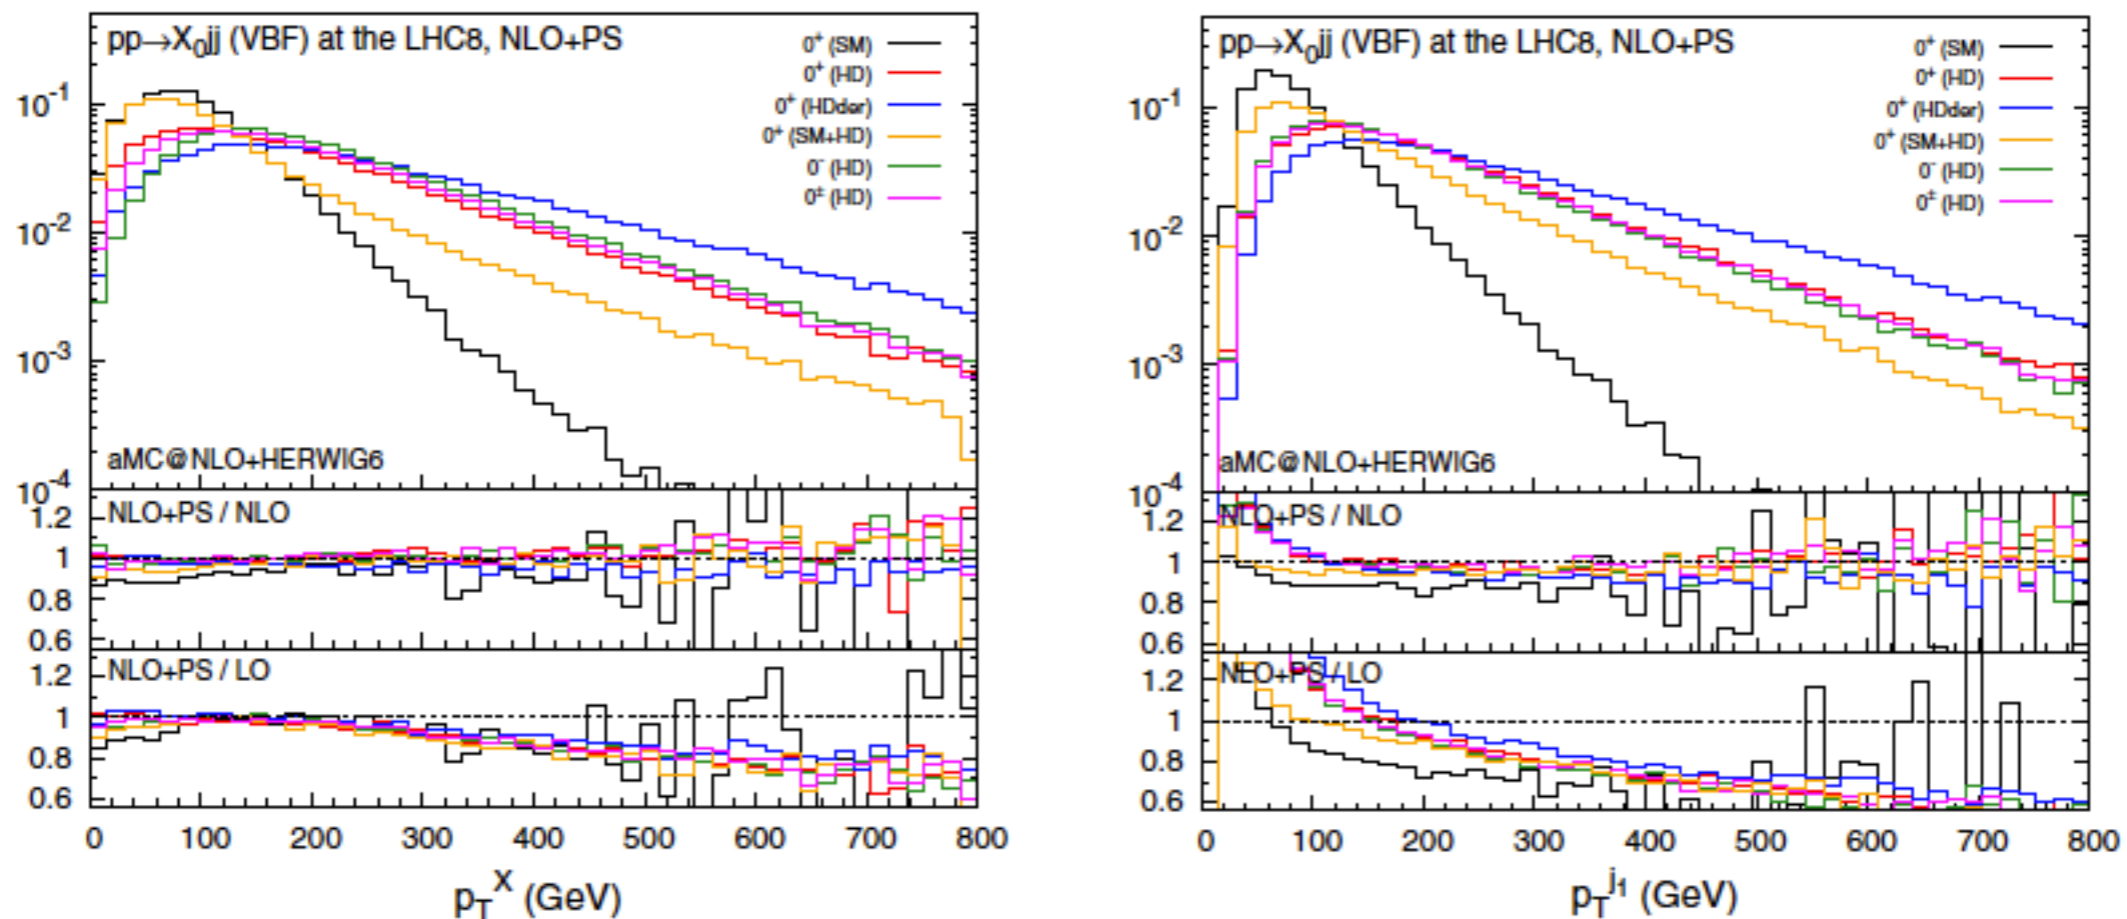 pp→X₀jj (VBF) at the LHC8, NLO+PS
0⁺ (SM)
0⁺ (HD)
0⁺ (HDder)
0⁺ (SM+HD)
0⁻ (HD)
0± (HD)
10⁻¹
10⁻²
10⁻³
10⁻⁴
aMC@NLO+HERWIG6
NLO+PS / NLO
1.2
1
0.8
0.6
NLO+PS / LO
1.2
1
0.8
0.6
0 100 200 300 400 500 600 700 800
p_T^X (GeV)
pp→X₀jj (VBF) at the LHC8, NLO+PS
0⁺ (SM)
0⁺ (HD)
0⁺ (HDder)
0⁺ (SM+HD)
0⁻ (HD)
0± (HD)
10⁻¹
10⁻²
10⁻³
10⁻⁴
aMC@NLO+HERWIG6
NLO+PS / NLO
1.2
1
0.8
0.6
NLO+PS / LO
1.2
1
0.8
0.6
0 100 200 300 400 500 600 700 800
p_T^j₁ (GeV)